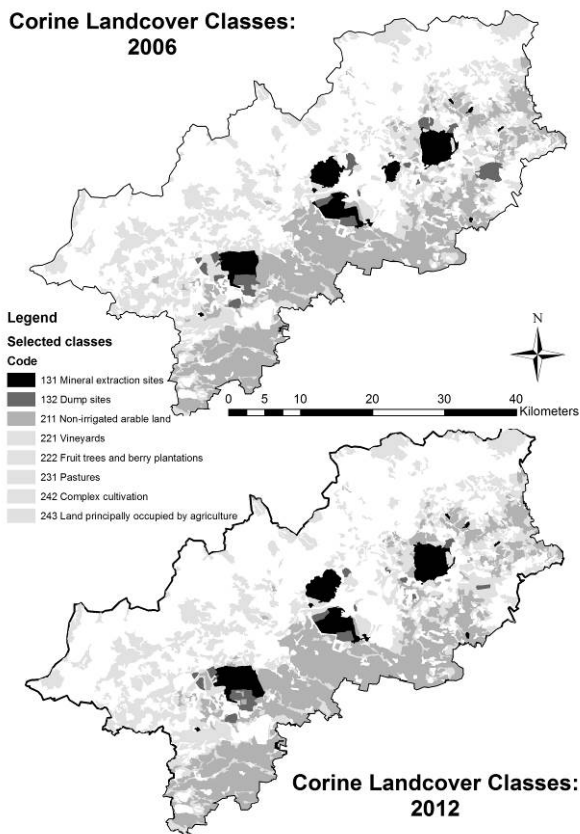 Corine Landcover Classes:
2006
Legend
Selected classes
Code
131 Mineral extraction sites
132 Dump sites
211 Non-irrigated arable land
221 Vineyards
222 Fruit trees and berry plantations
231 Pastures
242 Complex cultivation
243 Land principally occupied by agriculture
N
0 10 20 30 40
Kilometers
Corine Landcover Classes:
2012